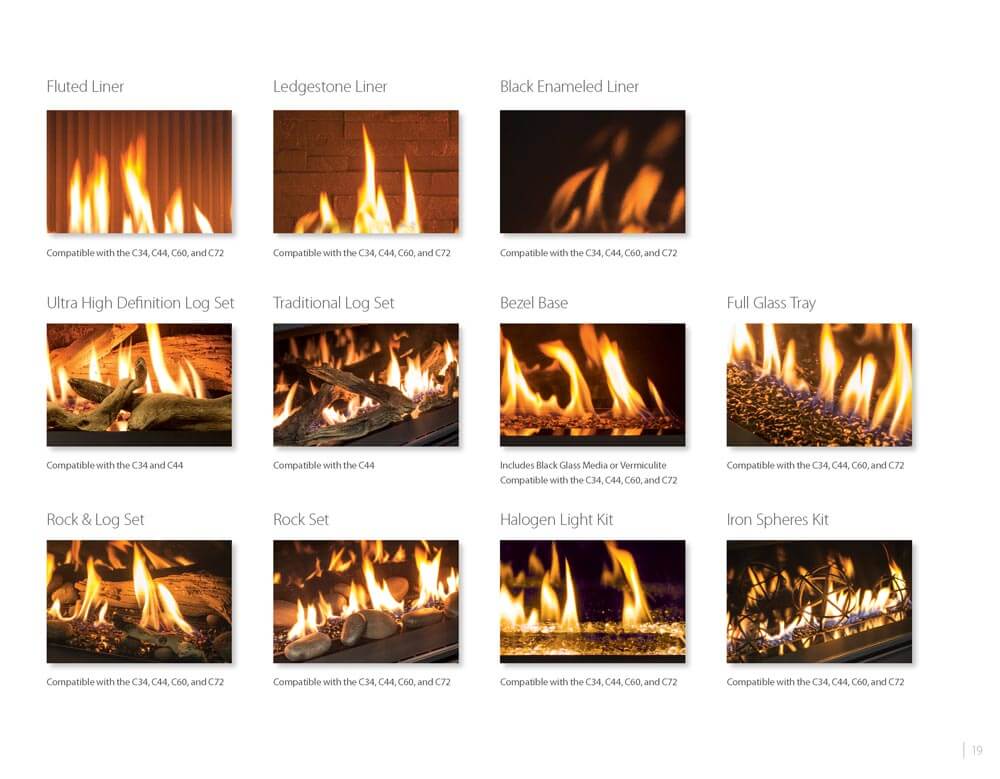 Fluted Liner
Ledgestone Liner
Black Enameled Liner
Compatible with the C34, C44, C60, and C72
Compatible with the C34, C44, C60, and C72
Compatible with the C34, C44, C60, and C72
Ultra High Definition Log Set
Traditional Log Set
Bezel Base
Full Glass Tray
Compatible with the C34 and C44
Compatible with the C44
Includes Black Glass Media or Vermiculite
Compatible with the C34, C44, C60, and C72
Compatible with the C34, C44, C60, and C72
Rock & Log Set
Rock Set
Halogen Light Kit
Iron Spheres Kit
Compatible with the C34, C44, C60, and C72
Compatible with the C34, C44, C60, and C72
Compatible with the C34, C44, C60, and C72
Compatible with the C34, C44, C60, and C72
19